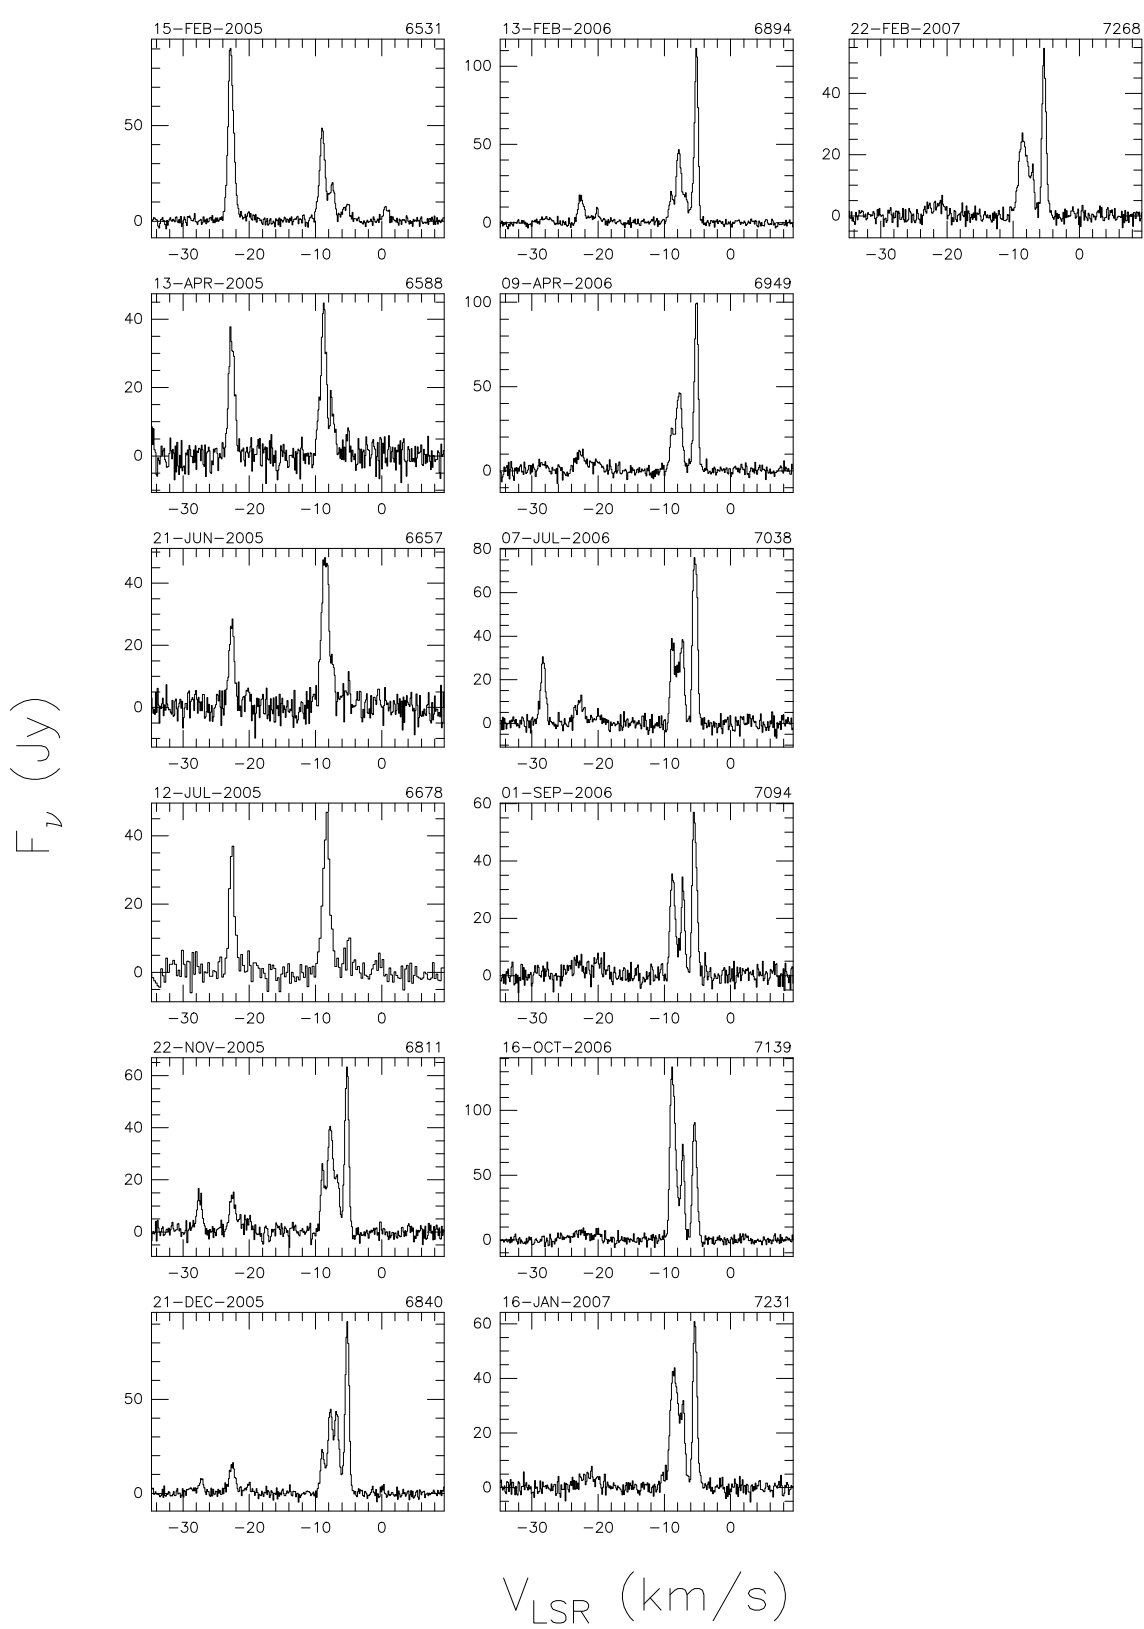 15-FEB-2005 6531
50
0
-30 -20 -10 0
13-APR-2005 6588
40
20
0
-30 -20 -10 0
21-JUN-2005 6657
40
20
0
-30 -20 -10 0
12-JUL-2005 6678
40
20
0
-30 -20 -10 0
22-NOV-2005 6811
60
40
20
0
-30 -20 -10 0
21-DEC-2005 6840
50
0
-30 -20 -10 0
13-FEB-2006 6894
100
50
0
-30 -20 -10 0
09-APR-2006 6949
100
50
0
-30 -20 -10 0
07-JUL-2006 7038
80
60
40
20
0
-30 -20 -10 0
01-SEP-2006 7094
60
40
20
0
-30 -20 -10 0
16-OCT-2006 7139
100
50
0
-30 -20 -10 0
16-JAN-2007 7231
60
40
20
0
-30 -20 -10 0
22-FEB-2007 7268
40
20
0
-30 -20 -10 0
F_ν (Jy)
V_LSR (km/s)